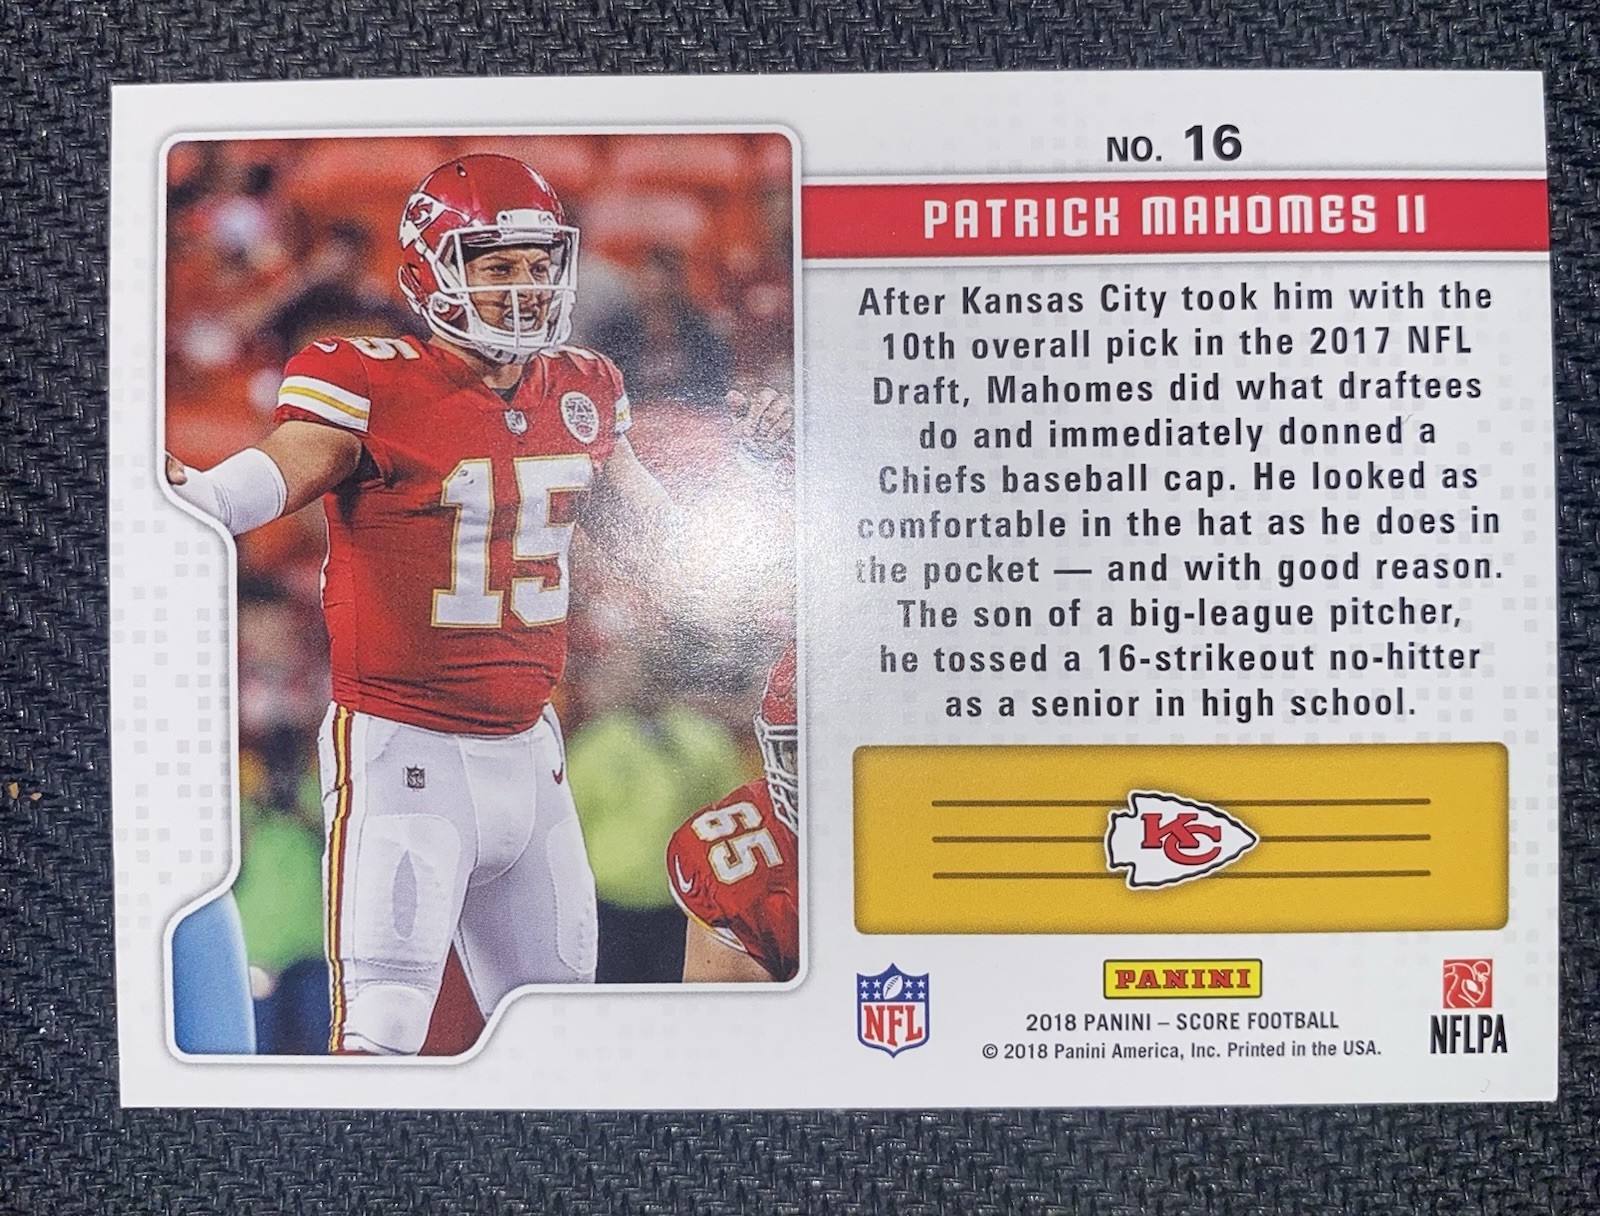 NO. 16
PATRICK MAHOMES II
After Kansas City took him with the
10th overall pick in the 2017 NFL
Draft, Mahomes did what draftees
do and immediately donned a
Chiefs baseball cap. He looked as
comfortable in the hat as he does in
the pocket — and with good reason.
The son of a big-league pitcher,
he tossed a 16-strikeout no-hitter
as a senior in high school.
KC
NFL
PANINI
2018 PANINI – SCORE FOOTBALL
© 2018 Panini America, Inc. Printed in the USA.
NFLPA
KC
15
15
65